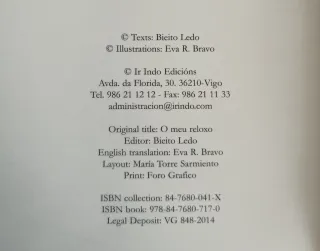 © Texts: Bieito Ledo
© Illustrations: Eva R. Bravo
© Ir Indo Edicións
Avda. da Florida, 30. 36210-Vigo
Tel. 986 21 12 12 - Fax: 986 21 11 33
administracion@irindo.com
Original title: O meu reloxo
Editor: Bieito Ledo
English translation: Eva R. Bravo
Layout: María Torre Sarmiento
Print: Foro Grafico
ISBN collection: 84-7680-041-X
ISBN book: 978-84-7680-717-0
Legal Deposit: VG 848-2014